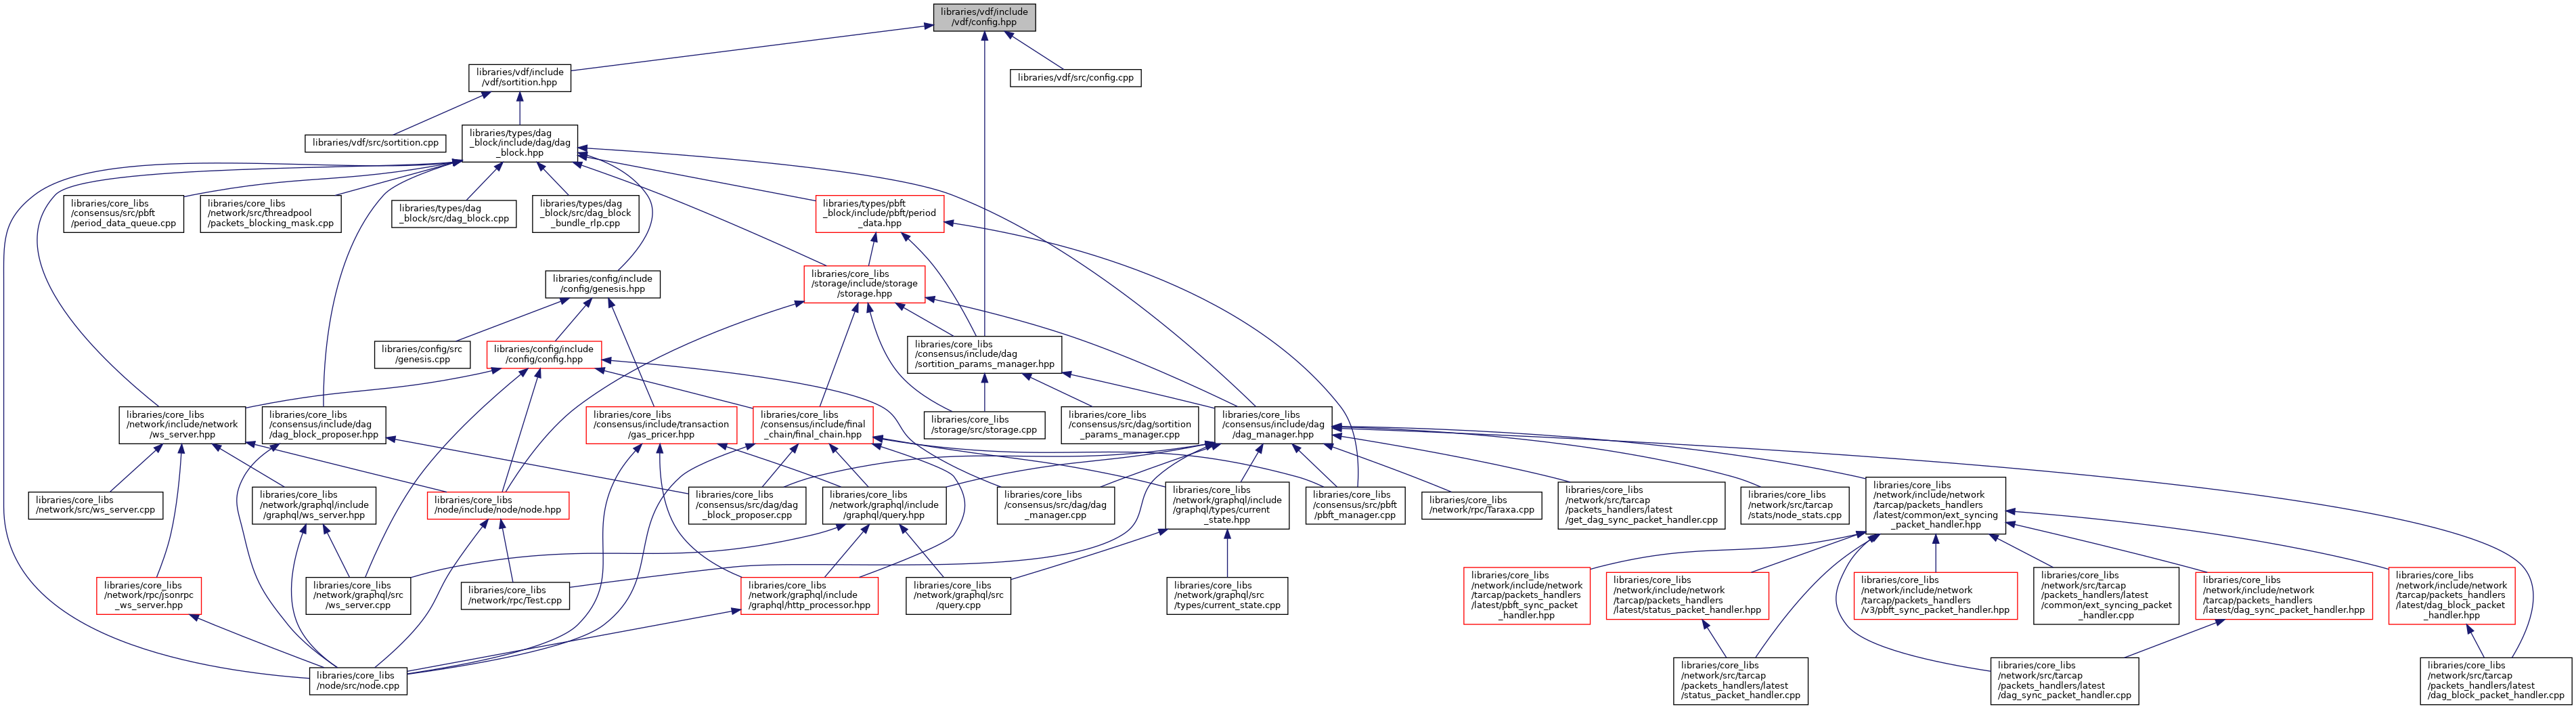 libraries/vdf/include
/vdf/config.hpp
libraries/vdf/include
/vdf/sortition.hpp
libraries/vdf/src/config.cpp
libraries/vdf/src/sortition.cpp
libraries/types/dag
_block/include/dag/dag
_block.hpp
libraries/core_libs
/consensus/src/pbft
/period_data_queue.cpp
libraries/core_libs
/network/src/threadpool
/packets_blocking_mask.cpp
libraries/types/dag
_block/src/dag_block.cpp
libraries/types/dag
_block/src/dag_block
_bundle_rlp.cpp
libraries/types/pbft
_block/include/pbft/period
_data.hpp
libraries/config/include
/config/genesis.hpp
libraries/core_libs
/storage/include/storage
/storage.hpp
libraries/config/src
/genesis.cpp
libraries/config/include
/config/config.hpp
libraries/core_libs
/consensus/include/dag
/sortition_params_manager.hpp
libraries/core_libs
/network/include/network
/ws_server.hpp
libraries/core_libs
/consensus/include/dag
/dag_block_proposer.hpp
libraries/core_libs
/consensus/include/transaction
/gas_pricer.hpp
libraries/core_libs
/consensus/include/final
_chain/final_chain.hpp
libraries/core_libs
/storage/src/storage.cpp
libraries/core_libs
/consensus/src/dag/sortition
_params_manager.cpp
libraries/core_libs
/consensus/include/dag
/dag_manager.hpp
libraries/core_libs
/network/src/ws_server.cpp
libraries/core_libs
/network/graphql/include
/graphql/ws_server.hpp
libraries/core_libs
/node/include/node/node.hpp
libraries/core_libs
/consensus/src/dag/dag
_block_proposer.cpp
libraries/core_libs
/network/graphql/include
/graphql/query.hpp
libraries/core_libs
/consensus/src/dag/dag
_manager.cpp
libraries/core_libs
/network/graphql/include
/graphql/types/current
_state.hpp
libraries/core_libs
/consensus/src/pbft
/pbft_manager.cpp
libraries/core_libs
/network/rpc/Taraxa.cpp
libraries/core_libs
/network/src/tarcap
/packets_handlers/latest
/get_dag_sync_packet_handler.cpp
libraries/core_libs
/network/src/tarcap
/stats/node_stats.cpp
libraries/core_libs
/network/include/network
/tarcap/packets_handlers
/latest/common/ext_syncing
_packet_handler.hpp
libraries/core_libs
/network/rpc/jsonrpc
_ws_server.hpp
libraries/core_libs
/network/graphql/src
/ws_server.cpp
libraries/core_libs
/network/rpc/Test.cpp
libraries/core_libs
/network/graphql/include
/graphql/http_processor.hpp
libraries/core_libs
/network/graphql/src
/query.cpp
libraries/core_libs
/network/graphql/src
/types/current_state.cpp
libraries/core_libs
/network/include/network
/tarcap/packets_handlers
/latest/pbft_sync_packet
_handler.hpp
libraries/core_libs
/network/include/network
/tarcap/packets_handlers
/latest/status_packet_handler.hpp
libraries/core_libs
/network/include/network
/tarcap/packets_handlers
/v3/pbft_sync_packet_handler.hpp
libraries/core_libs
/network/src/tarcap
/packets_handlers/latest
/common/ext_syncing_packet
_handler.cpp
libraries/core_libs
/network/include/network
/tarcap/packets_handlers
/latest/dag_sync_packet_handler.hpp
libraries/core_libs
/network/include/network
/tarcap/packets_handlers
/latest/dag_block_packet
_handler.hpp
libraries/core_libs
/node/src/node.cpp
libraries/core_libs
/network/src/tarcap
/packets_handlers/latest
/status_packet_handler.cpp
libraries/core_libs
/network/src/tarcap
/packets_handlers/latest
/dag_sync_packet_handler.cpp
libraries/core_libs
/network/src/tarcap
/packets_handlers/latest
/dag_block_packet_handler.cpp